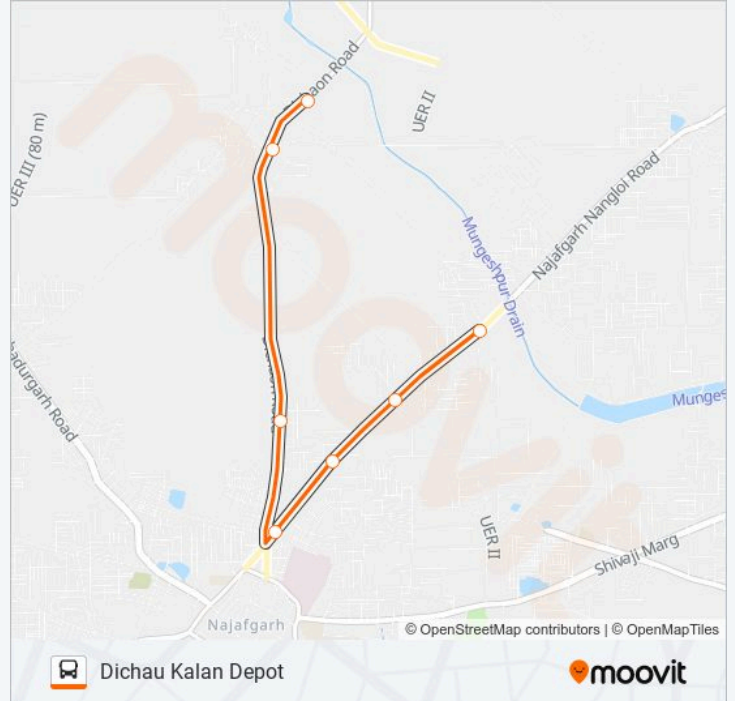 UER II
UER III (80 m)
Najafgarh Nangloi Road
Mungeshpur Drain
adurgarh Road
Munges
UER II
Shivaji Marg
Najafgarh
© OpenStreetMap contributors | © OpenMapTiles
Dichau Kalan Depot
moovit
moovit